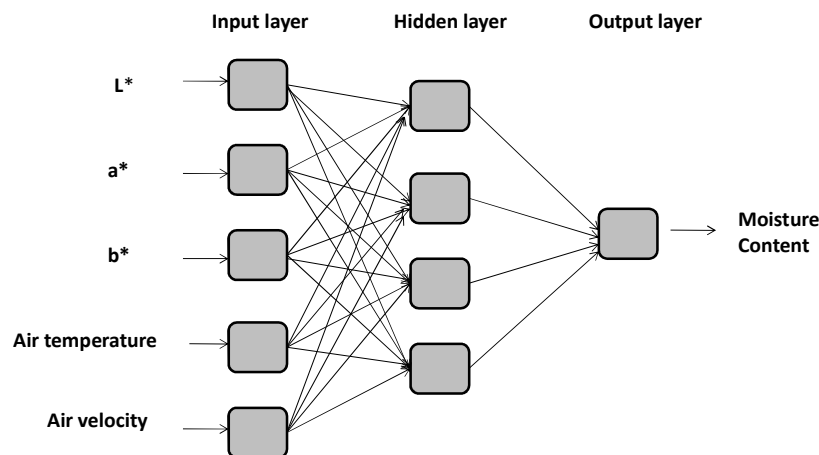 Input layer
Hidden layer
Output layer
L*
a*
b*
Air temperature
Air velocity
Moisture
Content